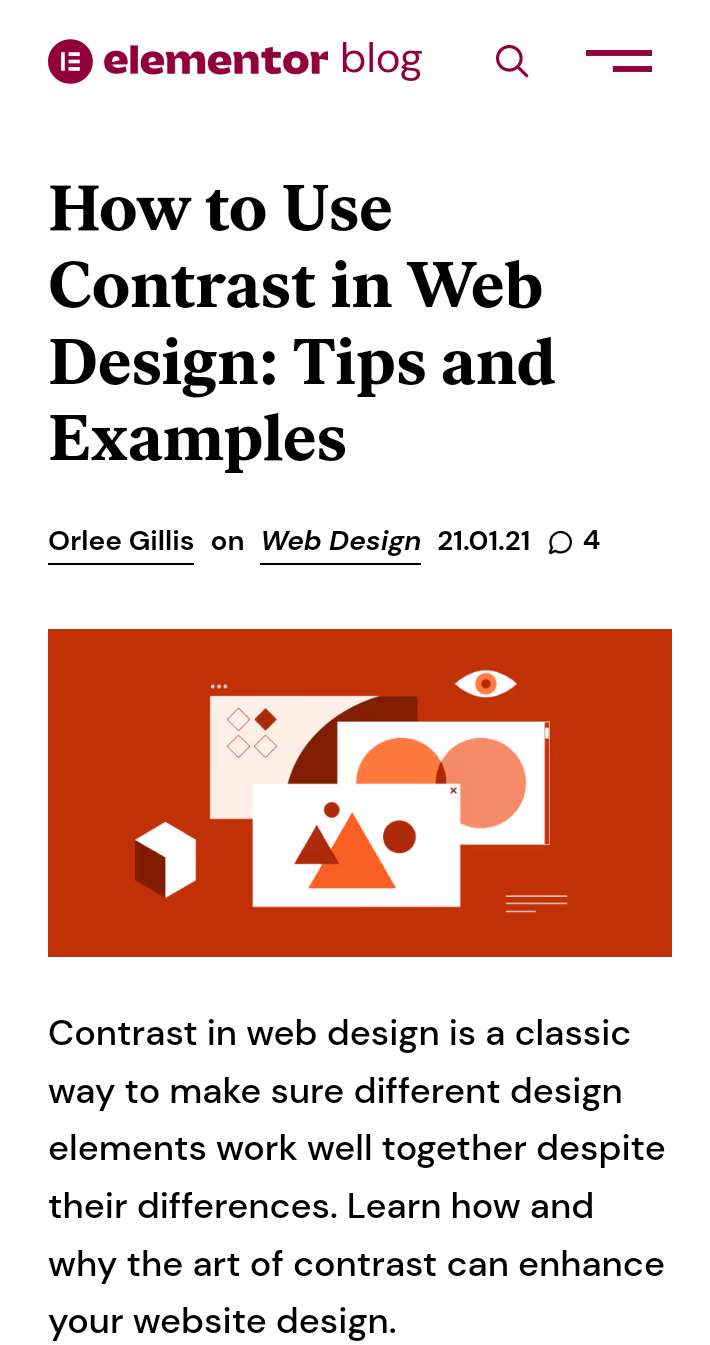 elementor blog
How to Use
Contrast in Web
Design: Tips and
Examples
Orlee Gillis on Web Design 21.01.21 4
Contrast in web design is a classic
way to make sure different design
elements work well together despite
their differences. Learn how and
why the art of contrast can enhance
your website design.